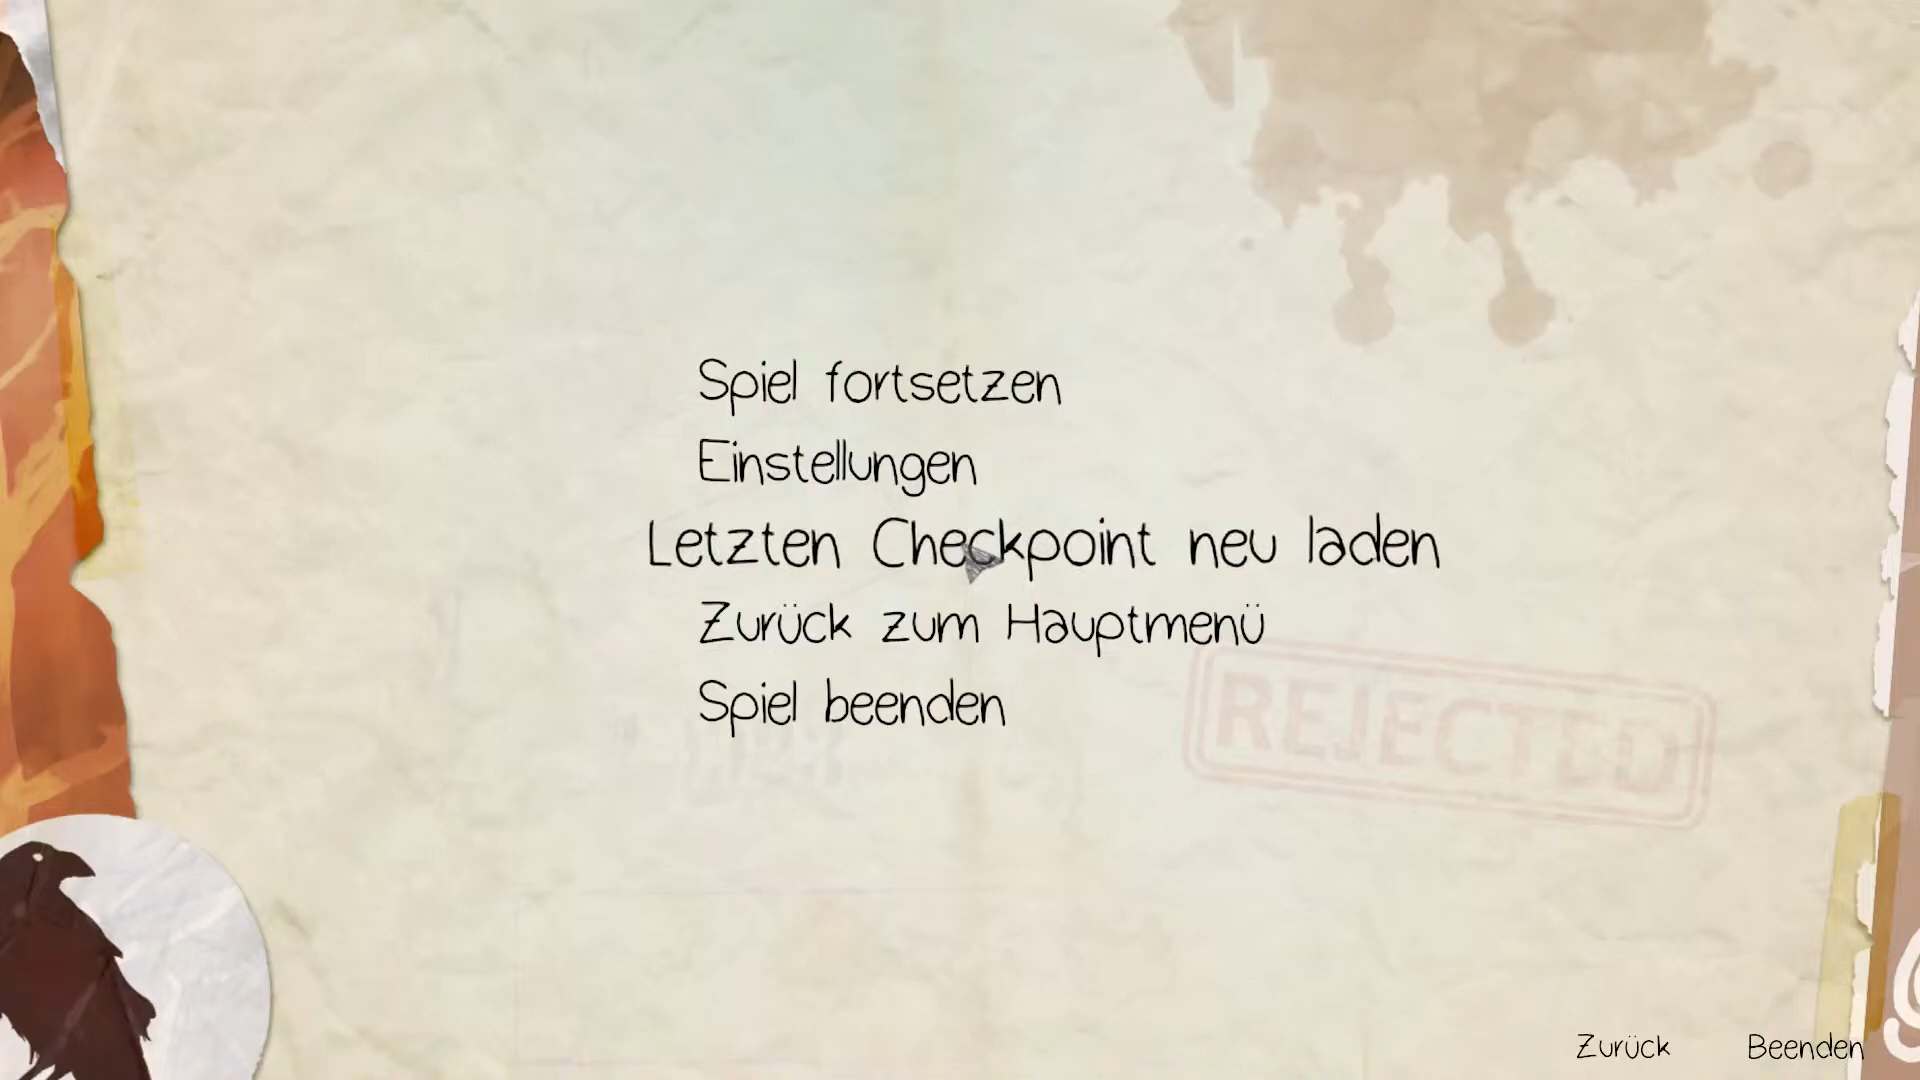 Spiel fortsetzen
Einstellungen
Letzten Checkpoint neu laden
Zurück zum Hauptmenü
REJECTED
Spiel beenden
Zurück Beenden